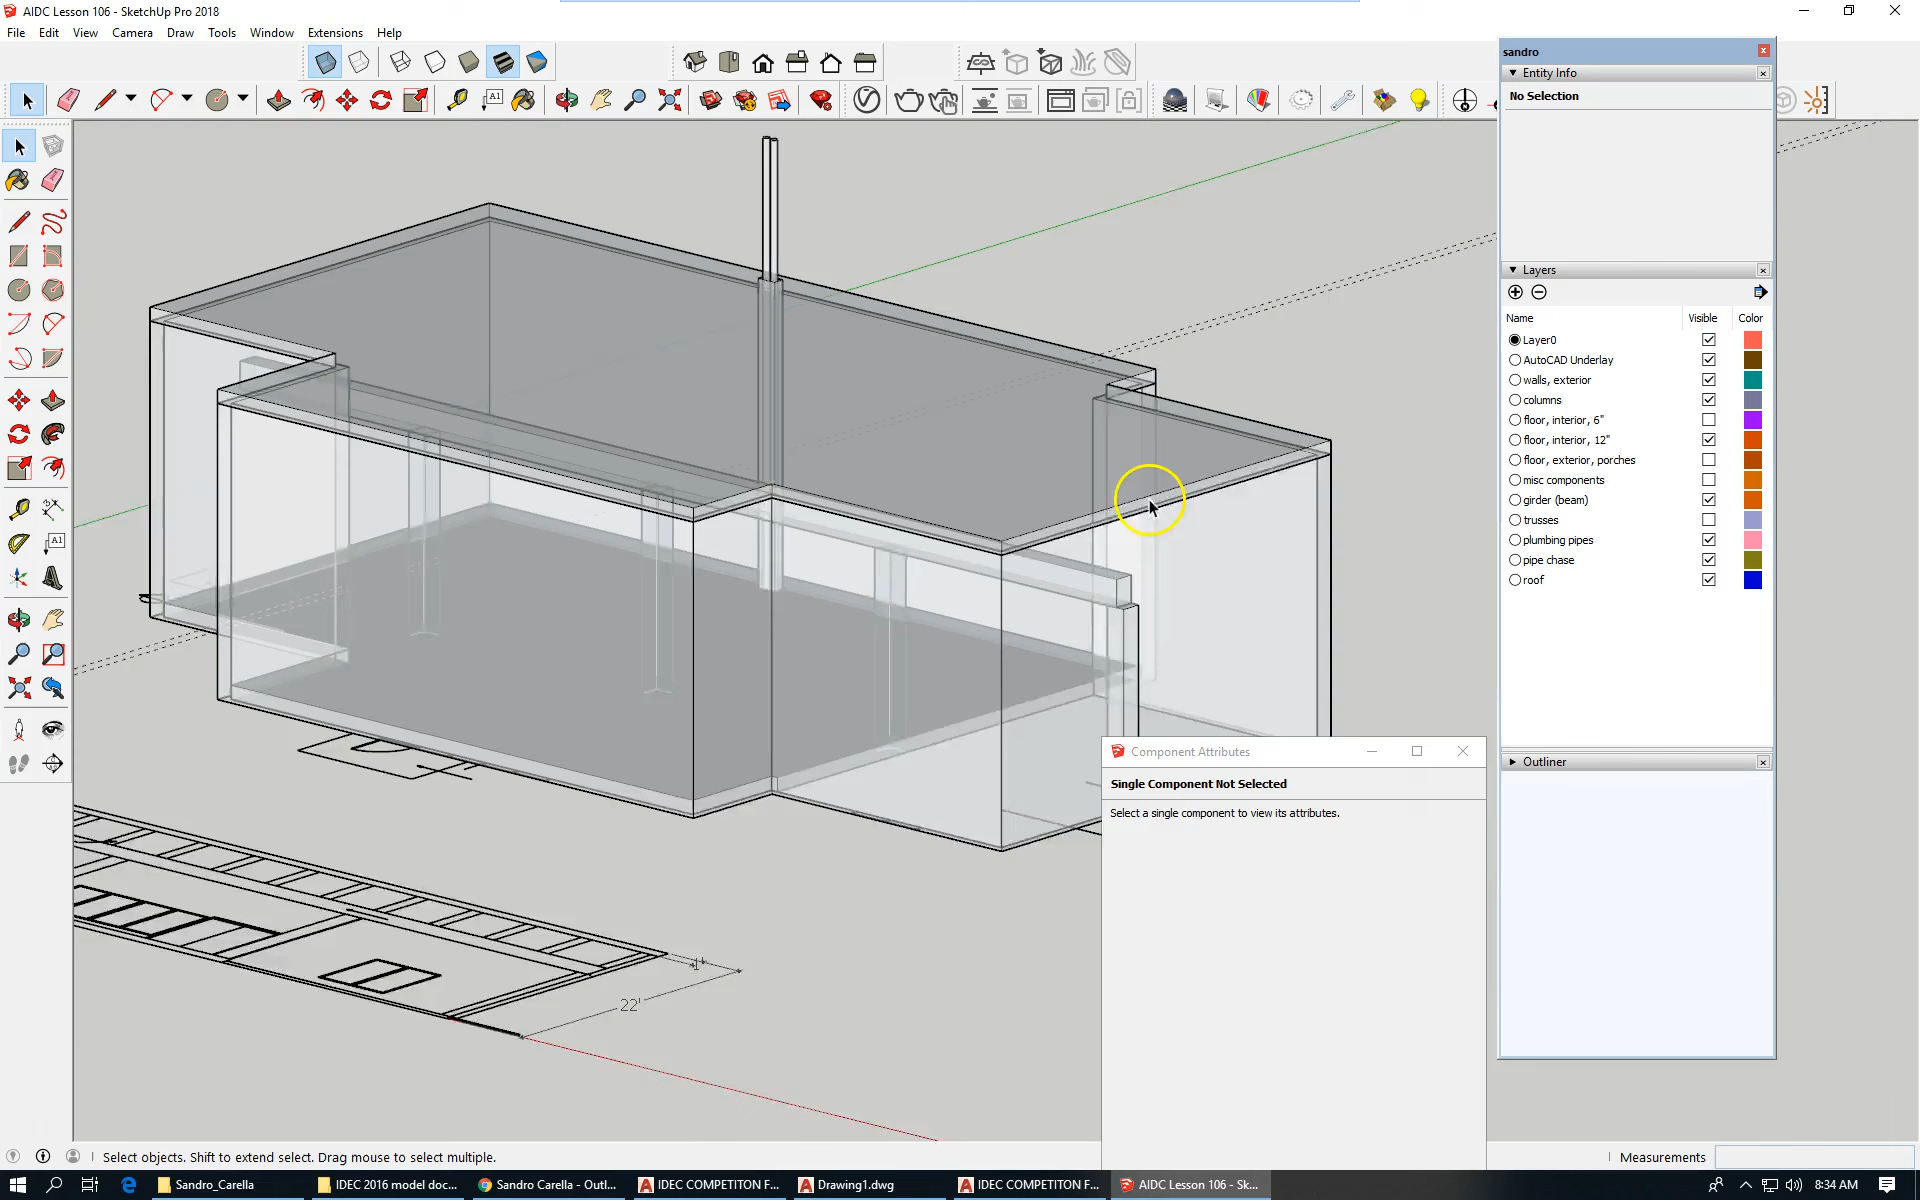 AIDC Lesson 106 - SketchUp Pro 2018
File Edit View Camera Draw Tools Window Extensions Help
A1
sandro
Entity Info
No Selection
Layers
Name Visible Color
Layer0
AutoCAD Underlay
walls, exterior
columns
floor, interior, 6"
floor, interior, 12"
floor, exterior, porches
misc components
girder (beam)
trusses
plumbing pipes
pipe chase
roof
Outliner
A1
Component Attributes
Single Component Not Selected
Select a single component to view its attributes.
22'
Select objects. Shift to extend select. Drag mouse to select multiple.
Measurements
Sandro_Carella
IDEC 2016 model doc...
Sandro Carella - Outl...
IDEC COMPETITON F...
Drawing1.dwg
IDEC COMPETITON F...
AIDC Lesson 106 - Sk...
8:34 AM